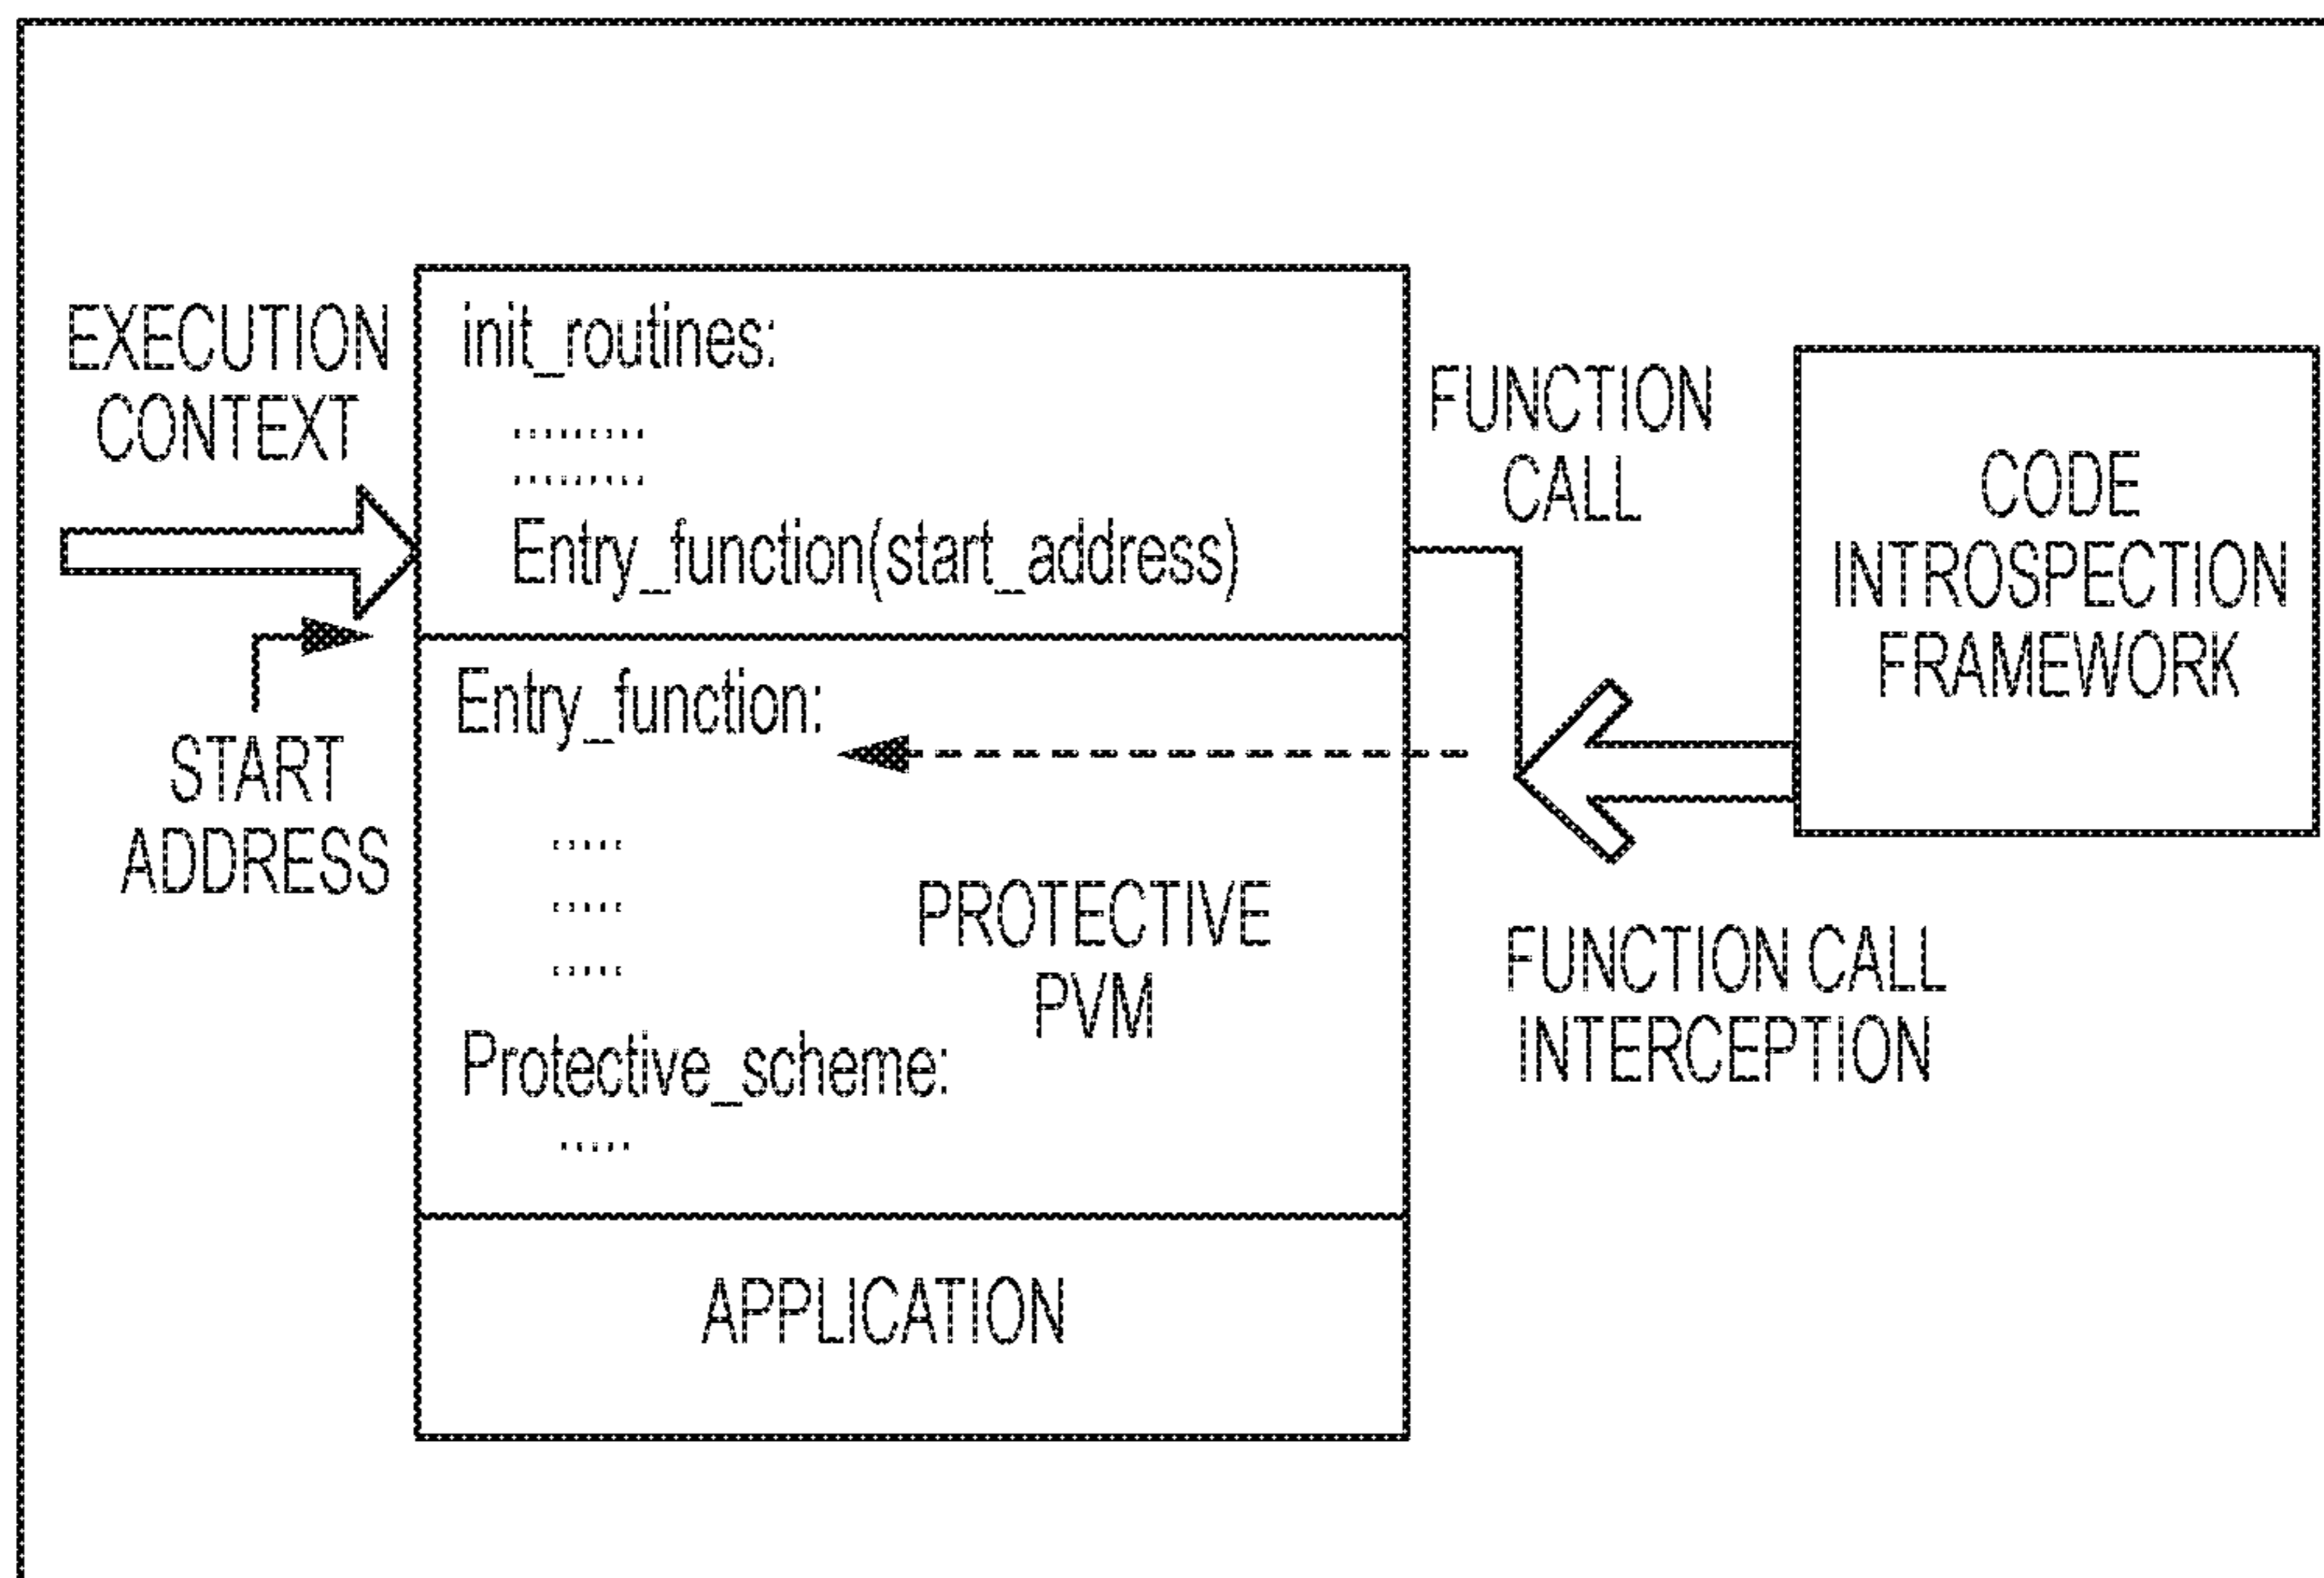 EXECUTION
CONTEXT
START
ADDRESS
init_routines:
.........
.........
Entry_function(start_address)
Entry_function:
.....
.....
.....
PROTECTIVE
PVM
Protective_scheme:
.....
APPLICATION
FUNCTION
CALL
CODE
INTROSPECTION
FRAMEWORK
FUNCTION CALL
INTERCEPTION